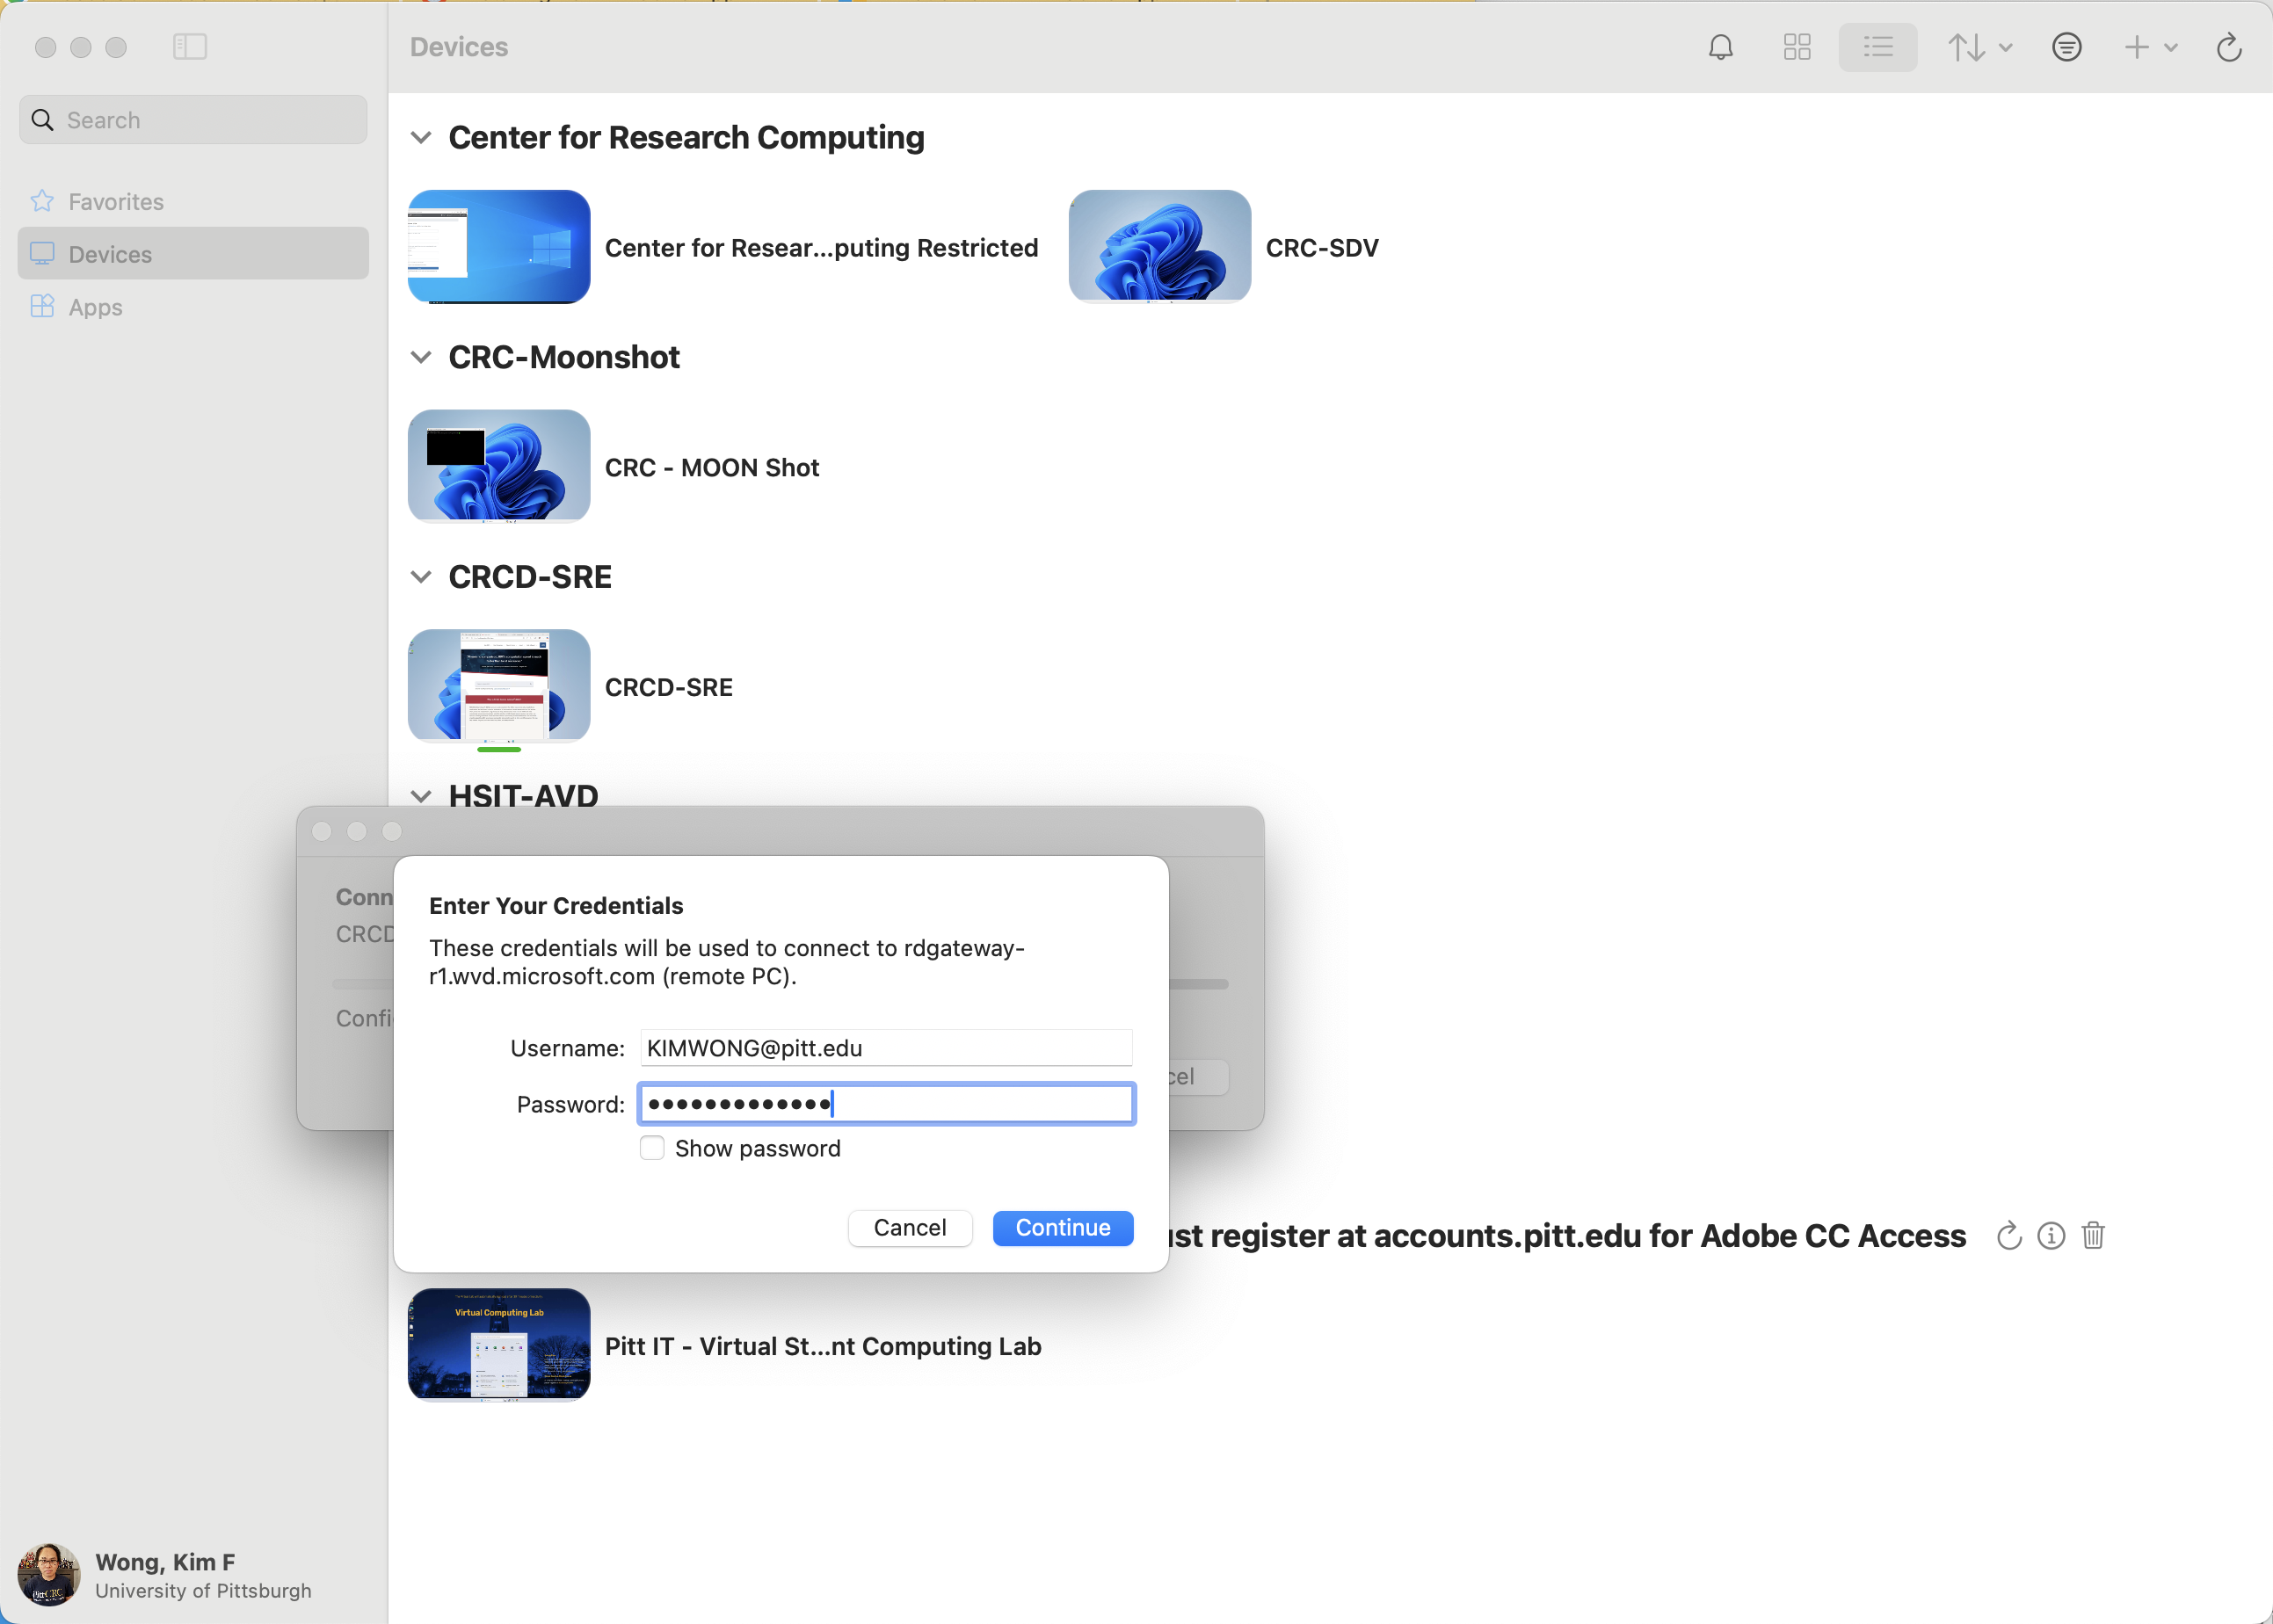 Devices
Search
Favorites
Devices
Apps
Center for Research Computing
Center for Resear...puting Restricted
CRC-SDV
CRC-Moonshot
CRC - MOON Shot
CRCD-SRE
CRCD-SRE
HSIT-AVD
Conn
CRCD
Confi
cel
Enter Your Credentials
These credentials will be used to connect to rdgateway-
r1.wvd.microsoft.com (remote PC).
Username: KIMWONG@pitt.edu
Password: •••••••••••••
Show password
Cancel
Continue
ust register at accounts.pitt.edu for Adobe CC Access
Virtual Computing Lab
Pitt IT - Virtual St...nt Computing Lab
Wong, Kim F
University of Pittsburgh